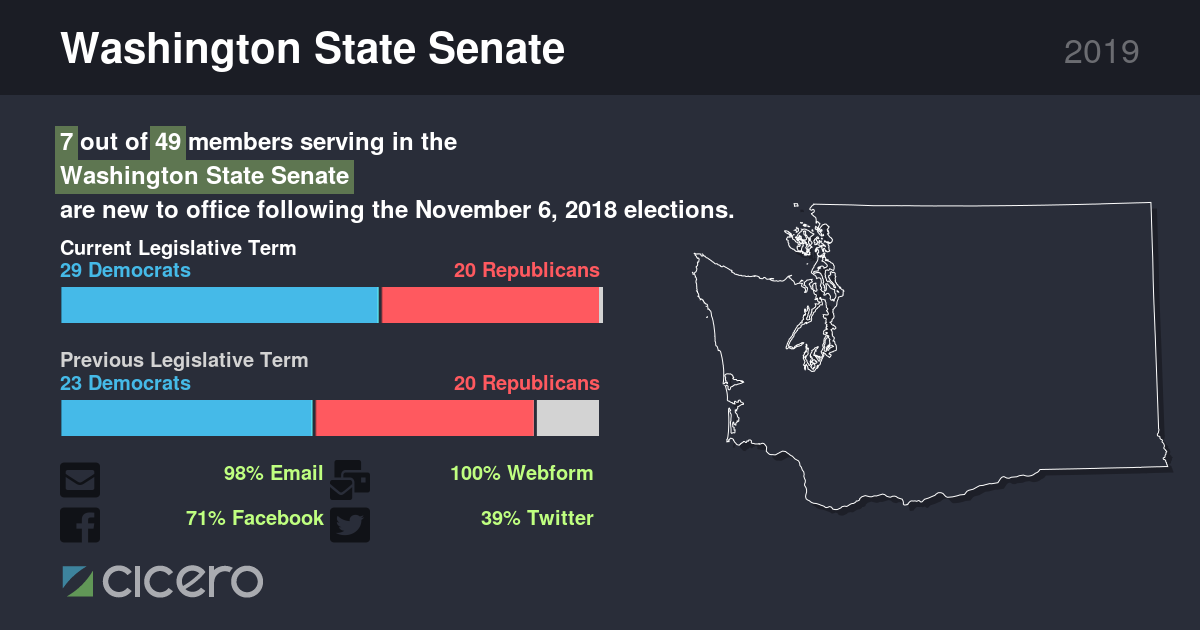 Washington State Senate
2019
7 out of 49 members serving in the
Washington State Senate
are new to office following the November 6, 2018 elections.
Current Legislative Term
29 Democrats 20 Republicans
Previous Legislative Term
23 Democrats 20 Republicans
98% Email 100% Webform
71% Facebook 39% Twitter
cicero